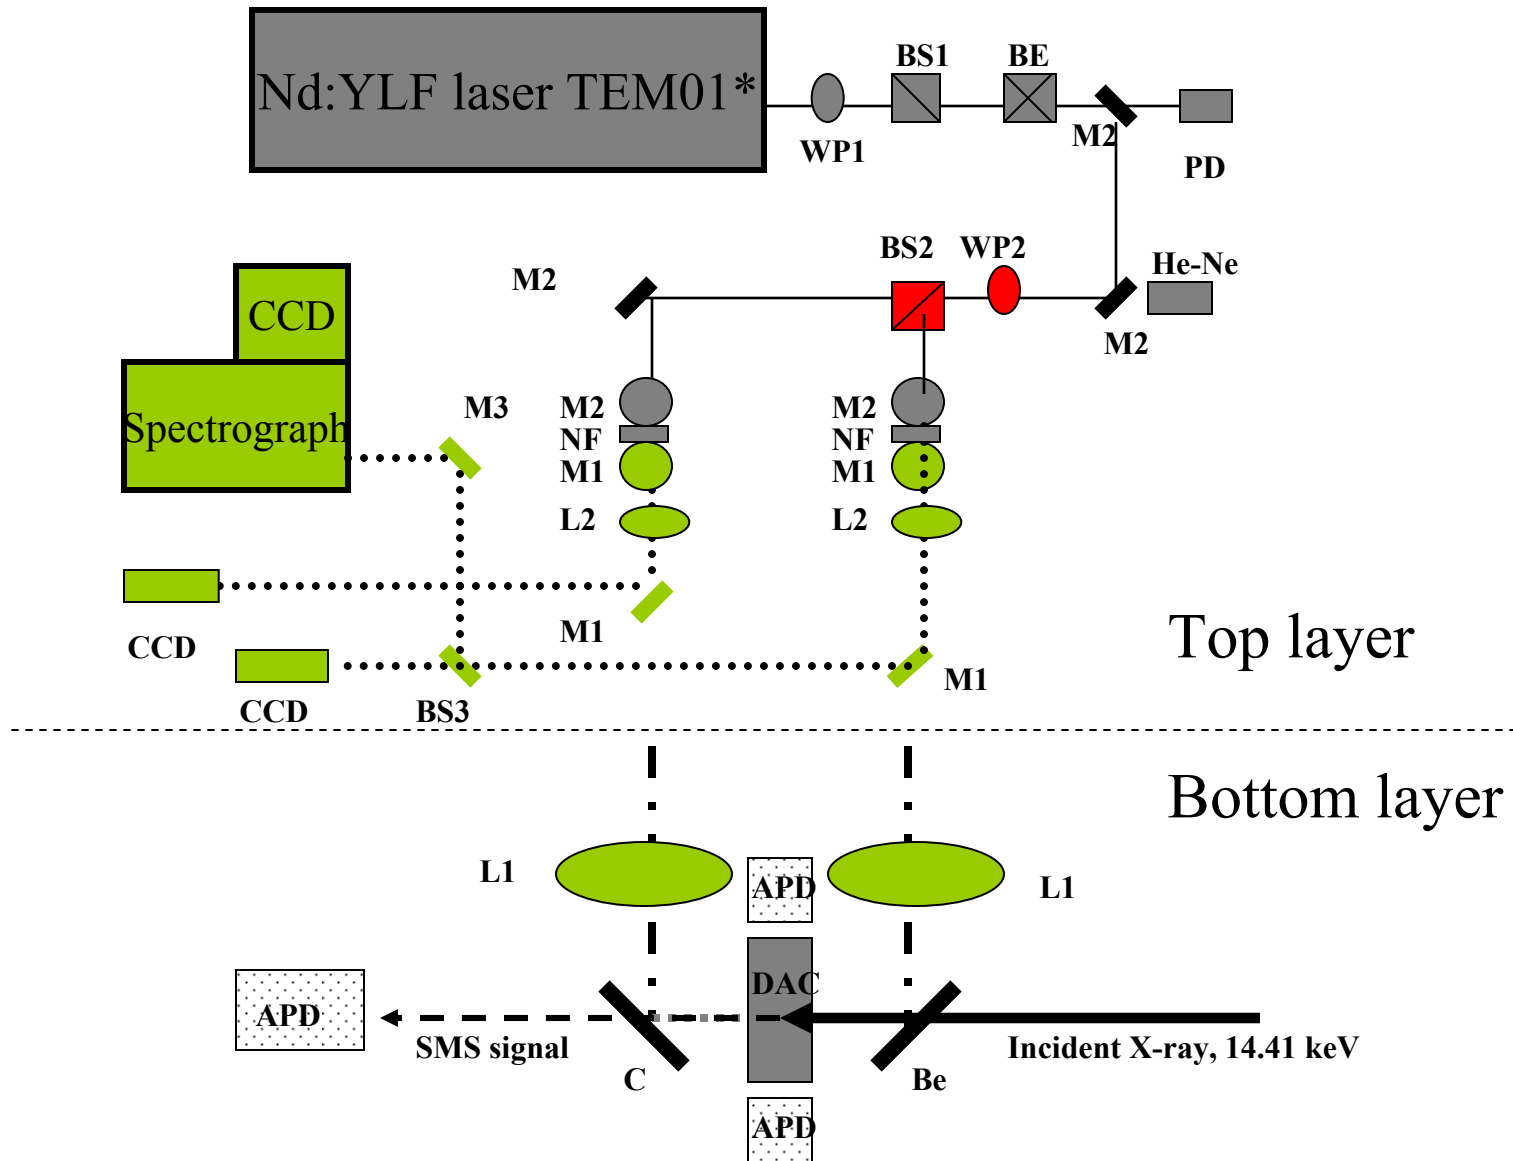 Nd:YLF laser TEM01*
WP1
BS1
BE
M2
PD
BS2
WP2
He-Ne
M2
M2
CCD
Spectrograph
M3
M2
NF
M1
L2
M2
NF
M1
L2
CCD
M1
CCD
BS3
M1
Top layer
Bottom layer
L1
APD
L1
APD
SMS signal
DAC
Incident X-ray, 14.41 keV
C
Be
APD